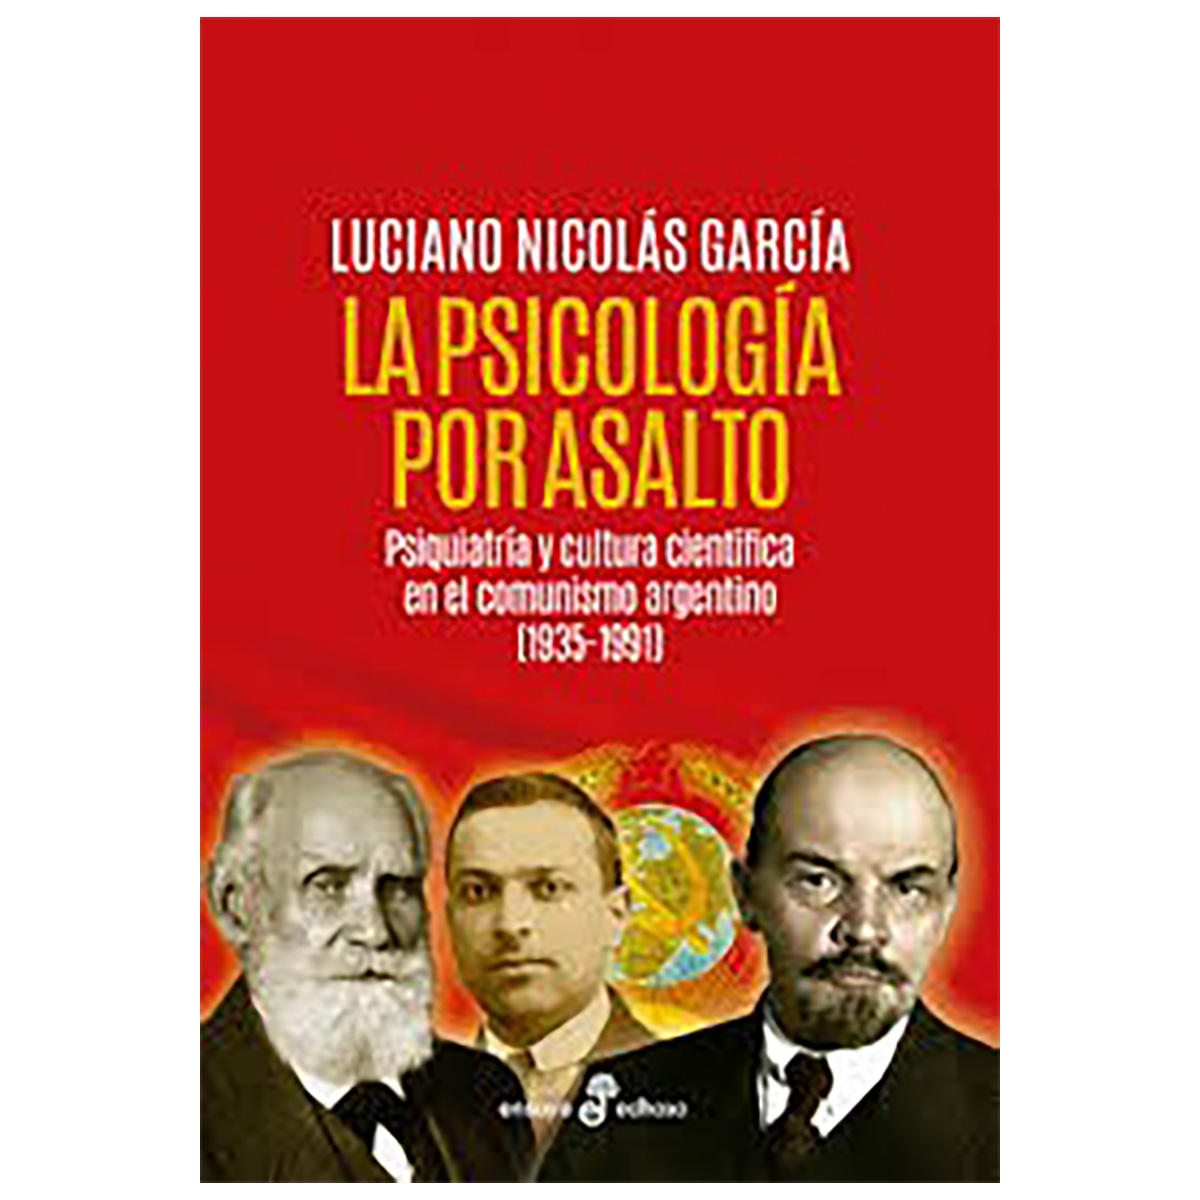 LUCIANO NICOLÁS GARCÍA
LA PSICOLOGÍA
POR ASALTO
Psiquiatría y cultura científica
en el comunismo argentino
(1935-1991)
ensayo edhasa